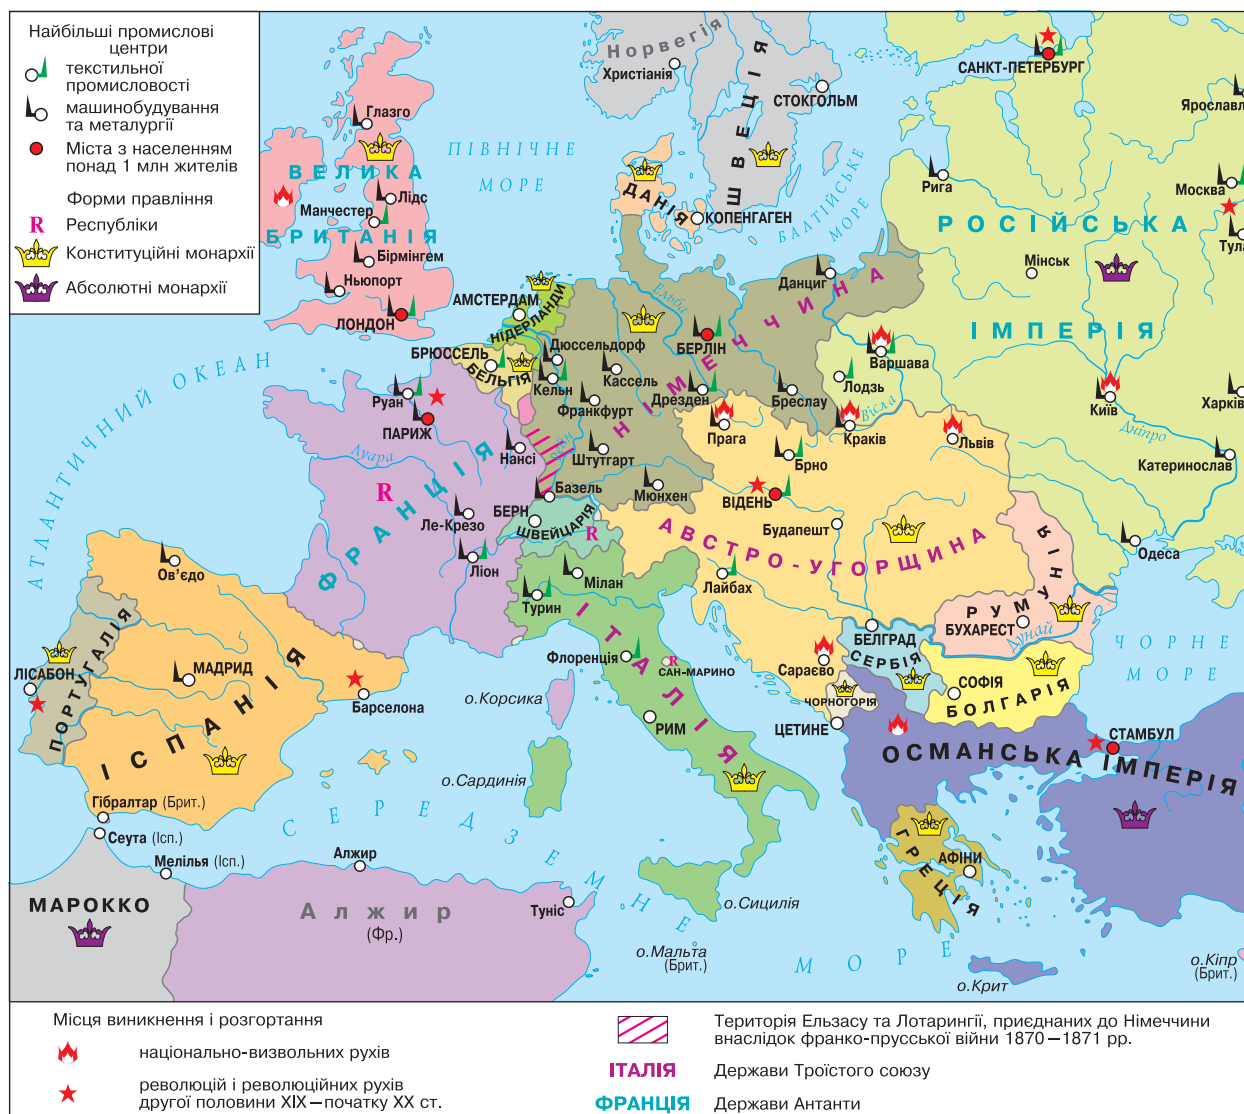 Найбільші промислові
центри
текстильної
промисловості
машинобудування
та металургії
Міста з населенням
понад 1 млн жителів
Форми правління
R Республіки
Конституційні монархії
Абсолютні монархії
Норвегія
Християнія
ШВЕЦІЯ
СТОКГОЛЬМ
САНКТ-ПЕТЕРБУРГ
Ярославль
Глазго
ПІВНІЧНЕ
МОРЕ
ВЕЛИКА
БРИТАНІЯ
Лідс
Манчестер
Бірмінгем
Ньюпорт
ЛОНДОН
ДАНІЯ
КОПЕНГАГЕН
БАЛТІЙСЬКЕ
МОРЕ
Рига
Москва
Тула
РОСІЙСЬКА
ІМПЕРІЯ
Мінськ
Данциг
АМСТЕРДАМ
НІДЕРЛАНДИ
Ельба
НІМЕЧЧИНА
БЕРЛІН
БРЮССЕЛЬ
БЕЛЬГІЯ
Дюссельдорф
Кельн
Кассель
Дрезден
Франкфурт
Бреслау
Варшава
Лодзь
Вісла
Київ
Харків
Дніпро
Катеринослав
АТЛАНТИЧНИЙ ОКЕАН
Руан
ПАРИЖ
Луара
ФРАНЦІЯ
R
Нансі
Рейн
Штутгарт
Мюнхен
Базель
БЕРН
ШВЕЙЦАРІЯ
R
Ле-Крезо
Ліон
Прага
Краків
Львів
Брно
ВІДЕНЬ
Будапешт
АВСТРО-УГОРЩИНА
Лайбах
Одеса
РУМУНІЯ
БУХАРЕСТ
Дунай
ЧОРНЕ
МОРЕ
Ов’єдо
ПОРТУГАЛІЯ
ЛІСАБОН
МАДРИД
ІСПАНІЯ
Барселона
Мілан
Турин
ІТАЛІЯ
Флоренція
R
САН-МАРИНО
РИМ
о.Корсика
о.Сардинія
о.Сицилія
Сараєво
БЕЛГРАД
СЕРБІЯ
ЧОРНОГОРІЯ
ЦЕТИНЕ
СОФІЯ
БОЛГАРІЯ
ОСМАНСЬКА ІМПЕРІЯ
СТАМБУЛ
ГРЕЦІЯ
АФІНИ
Гібралтар (Брит.)
Сеута (Ісп.)
Мелілья (Ісп.)
СЕРЕДЗЕМНЕ
МОРЕ
МАРОККО
Алжир
Алжир
(Фр.)
Туніс
о.Мальта
(Брит.)
о.Крит
о.Кіпр
(Брит.)
Місця виникнення і розгортання
національно-визвольних рухів
революцій і революційних рухів
другої половини XIX–початку XX ст.
Територія Ельзасу та Лотарингії, приєднаних до Німеччини
внаслідок франко-прусської війни 1870–1871 рр.
ІТАЛІЯ Держави Троїстого союзу
ФРАНЦІЯ Держави Антанти